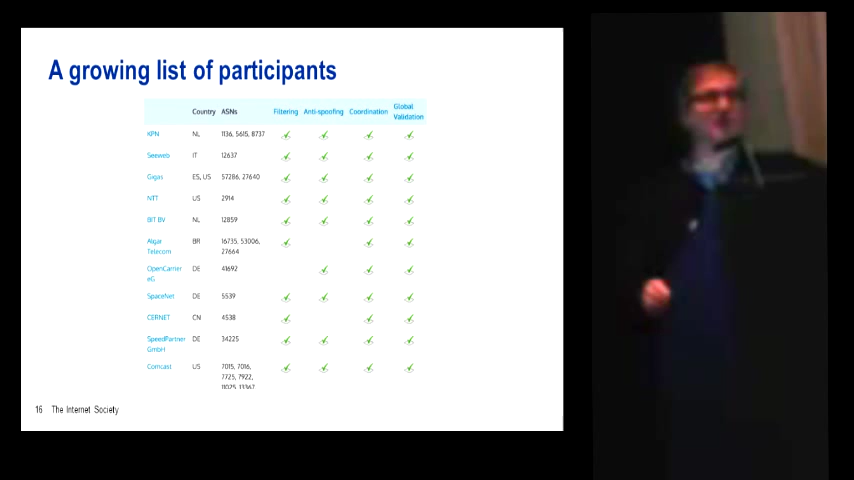 A growing list of participants
Country ASNs Filtering Anti-spoofing Coordination Global Validation
KPN NL 1136, 5615, 8737
Seeweb IT 12637
Gigas ES, US 57286, 27640
NTT US 2914
BIT BV NL 12859
Algar Telecom BR 16735, 53006,
27664
OpenCarrier eG DE 41692
SpaceNet DE 5539
CERNET CN 4538
SpeedPartner GmbH DE 34225
Comcast US 7015, 7016,
7725, 7922,
11025, 13367
16 The Internet Society